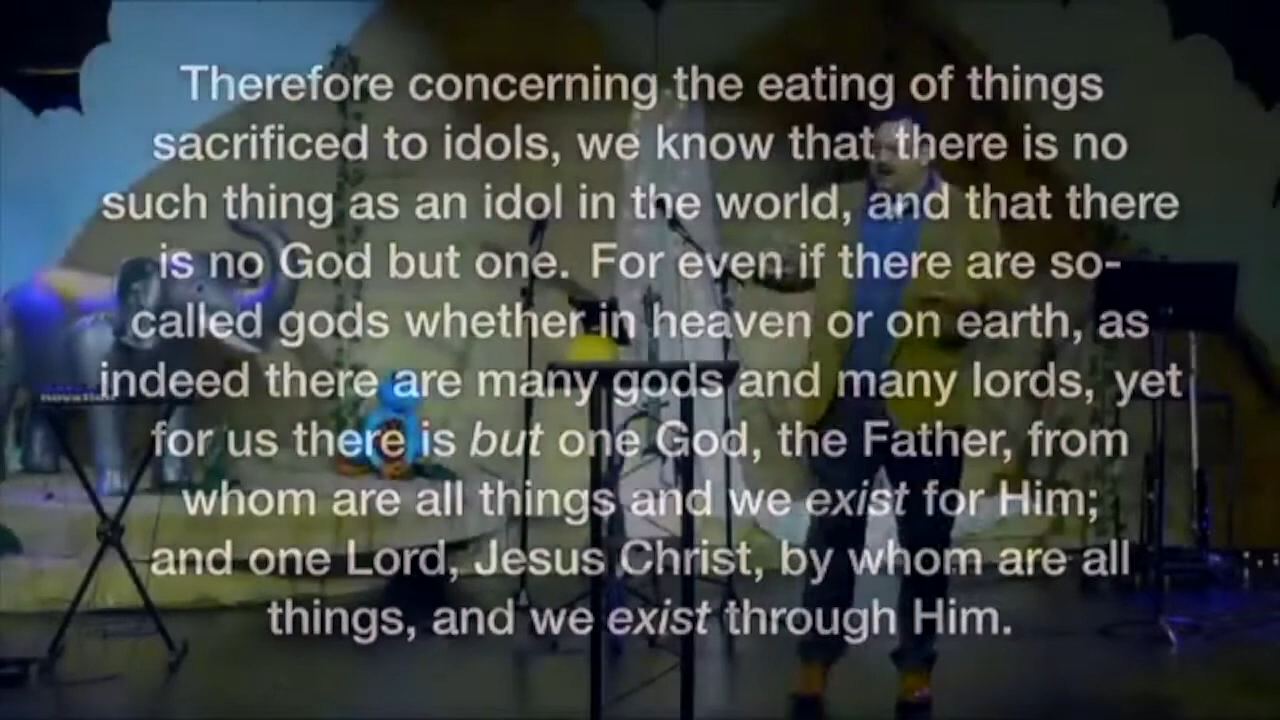 Therefore concerning the eating of things
sacrificed to idols, we know that there is no
such thing as an idol in the world, and that there
is no God but one. For even if there are so-
called gods whether in heaven or on earth, as
indeed there are many gods and many lords, yet
for us there is but one God, the Father, from
whom are all things and we exist for Him;
and one Lord, Jesus Christ, by whom are all
things, and we exist through Him.
novation